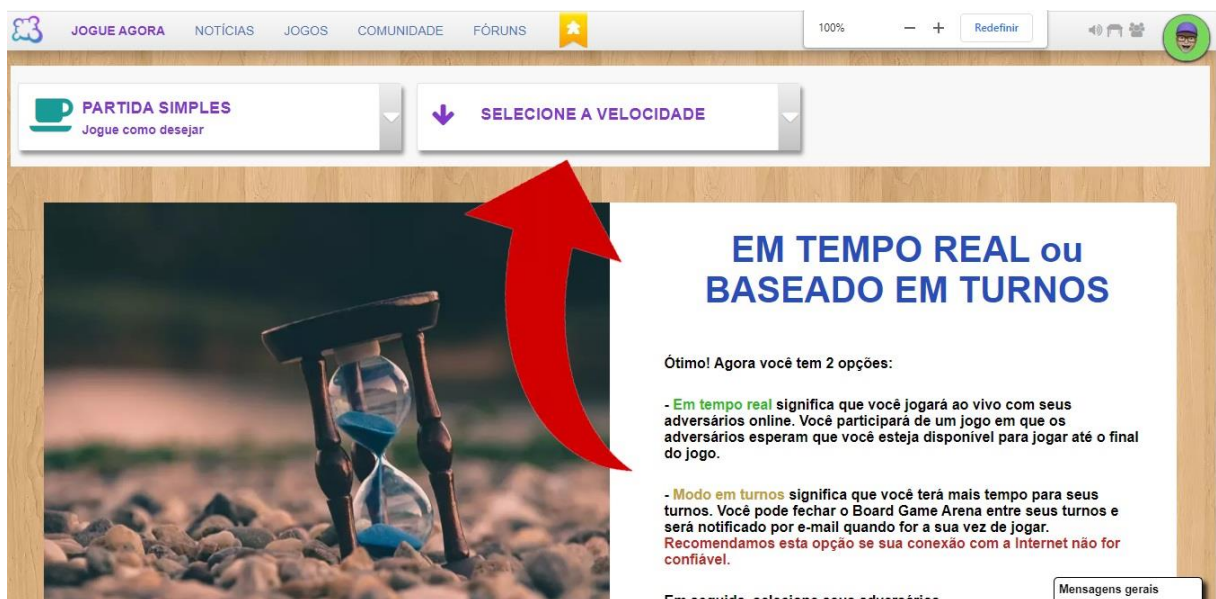 JOGUE AGORA NOTÍCIAS JOGOS COMUNIDADE FÓRUNS 100% − + Redefinir
PARTIDA SIMPLES
Jogue como desejar
SELECIONE A VELOCIDADE
EM TEMPO REAL ou
BASEADO EM TURNOS
Ótimo! Agora você tem 2 opções:
- Em tempo real significa que você jogará ao vivo com seus
adversários online. Você participará de um jogo em que os
adversários esperam que você esteja disponível para jogar até o final
do jogo.
- Modo em turnos significa que você terá mais tempo para seus
turnos. Você pode fechar o Board Game Arena entre seus turnos e
será notificado por e-mail quando for a sua vez de jogar.
Recomendamos esta opção se sua conexão com a Internet não for
confiável.
Em seguida, selecione seus adversários
Mensagens gerais